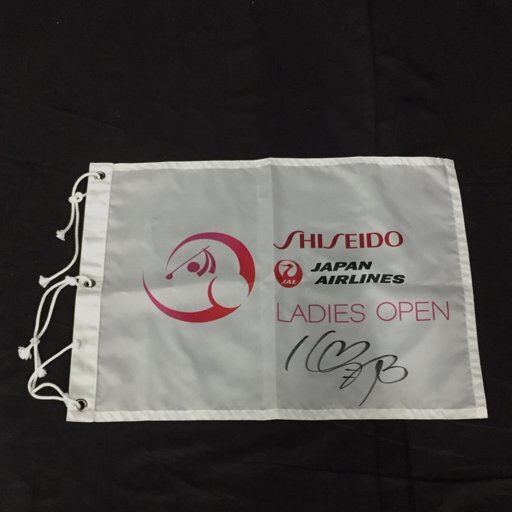 SHISEIDO
JAL
JAPAN
AIRLINES
LADIES OPEN